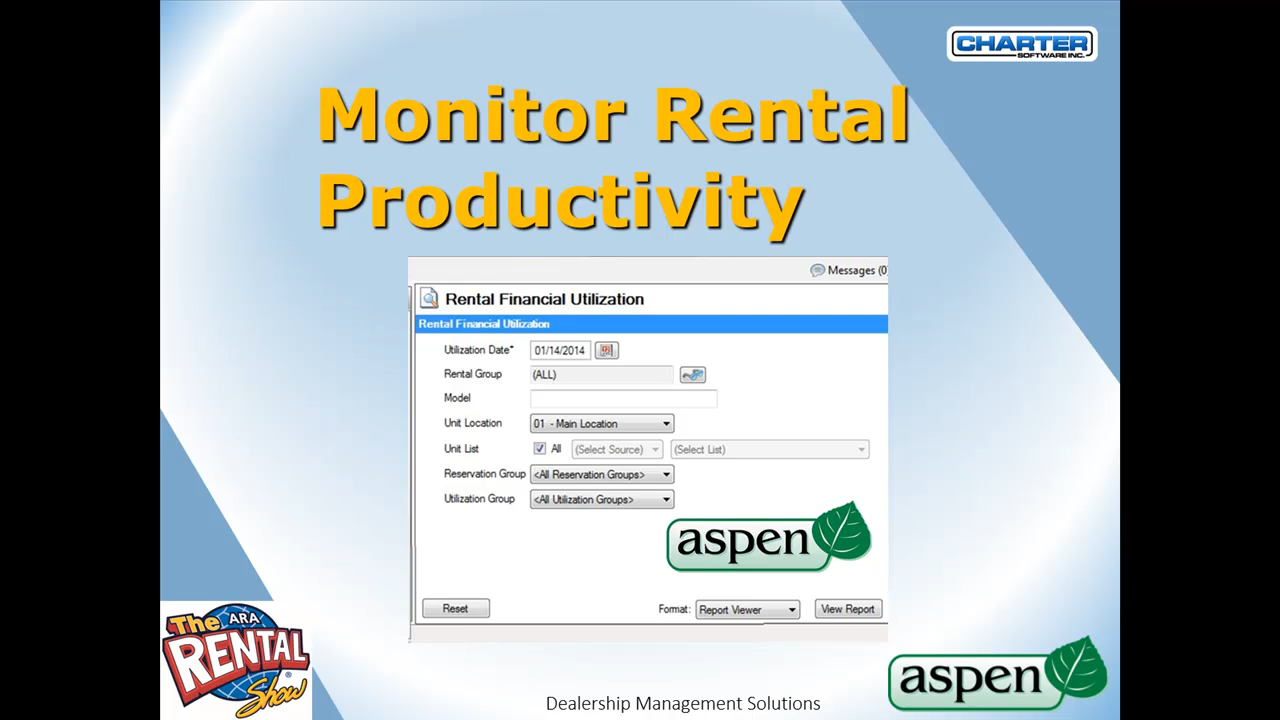 CHARTER
SOFTWARE INC.
Monitor Rental
Productivity
Messages (0
Rental Financial Utilization
Rental Financial Utilization
Utilization Date* 01/14/2014
Rental Group (ALL)
Model
Unit Location 01 - Main Location
Unit List All (Select Source) (Select List)
Reservation Group <All Reservation Groups>
Utilization Group <All Utilization Groups>
aspen
Reset Format: Report Viewer View Report
The ARA
RENTAL
Show
®
aspen
Dealership Management Solutions